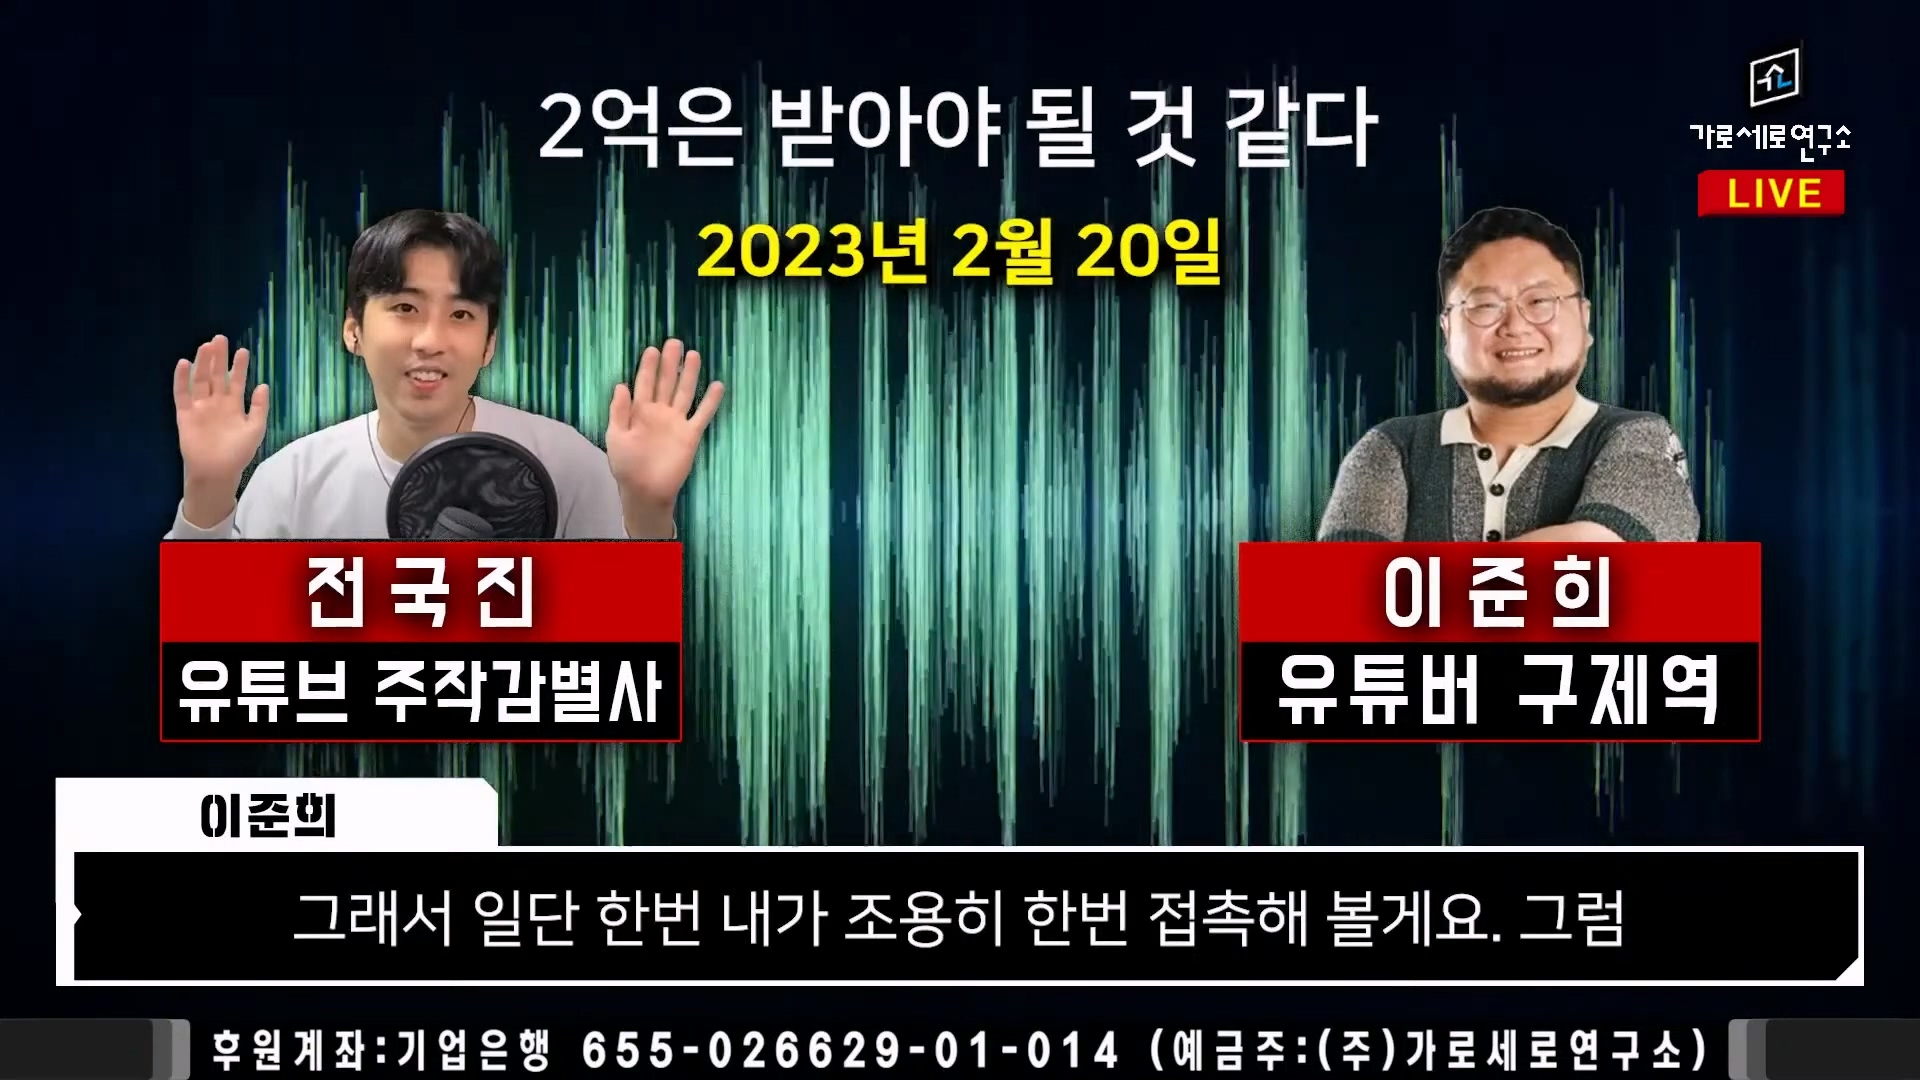 2억은 받아야 될 것 같다
가로세로연구소
LIVE
2023년 2월 20일
전국진
유튜브 주작감별사
이준희
유튜버 구제역
이준희
그래서 일단 한번 내가 조용히 한번 접촉해 볼게요. 그럼
후원계좌:기업은행 655-026629-01-014 (예금주:(주)가로세로연구소)